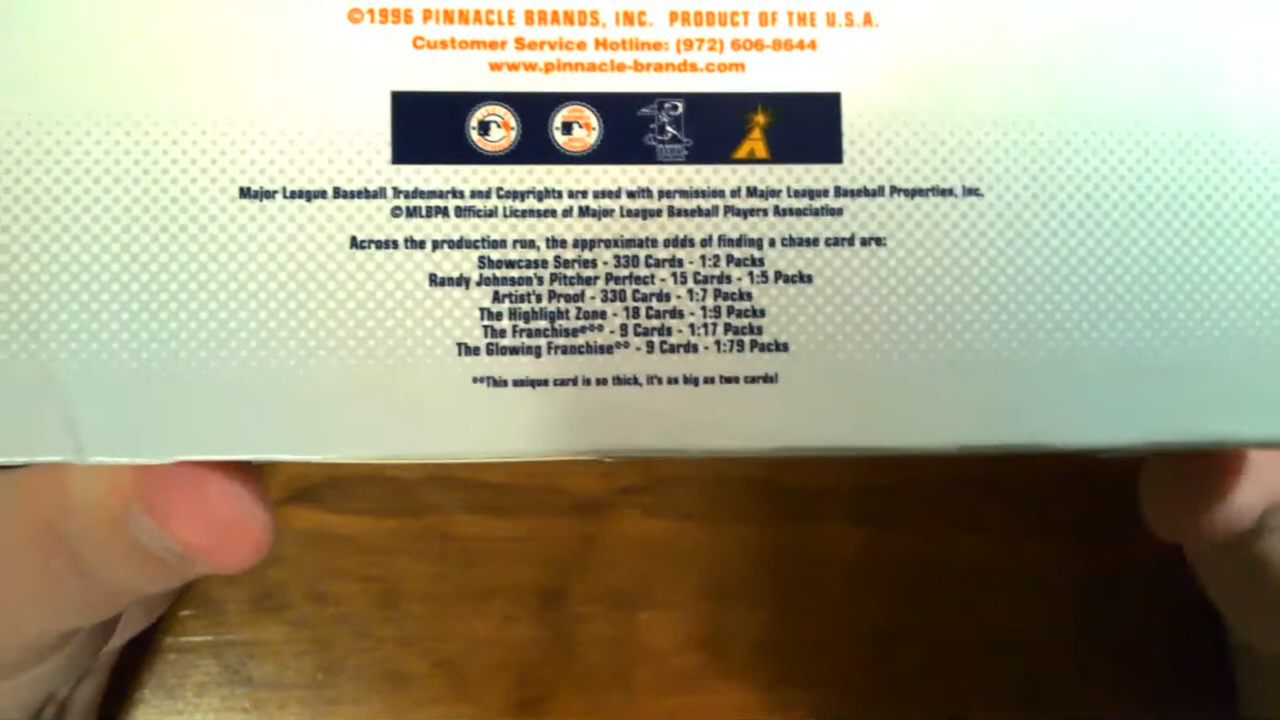 ©1996 PINNACLE BRANDS, INC. PRODUCT OF THE U.S.A.
Customer Service Hotline: (972) 606-8644
www.pinnacle-brands.com
Major League Baseball Trademarks and Copyrights are used with permission of Major League Baseball Properties, Inc.
©MLBPA Official Licensee of Major League Baseball Players Association
Across the production run, the approximate odds of finding a chase card are:
Showcase Series - 330 Cards - 1:2 Packs
Randy Johnson's Pitcher Perfect - 15 Cards - 1:5 Packs
Artist's Proof - 330 Cards - 1:7 Packs
The Highlight Zone - 18 Cards - 1:9 Packs
The Franchise®** - 9 Cards - 1:17 Packs
The Glowing Franchise** - 9 Cards - 1:79 Packs
**This unique card is so thick, it's as big as two cards!